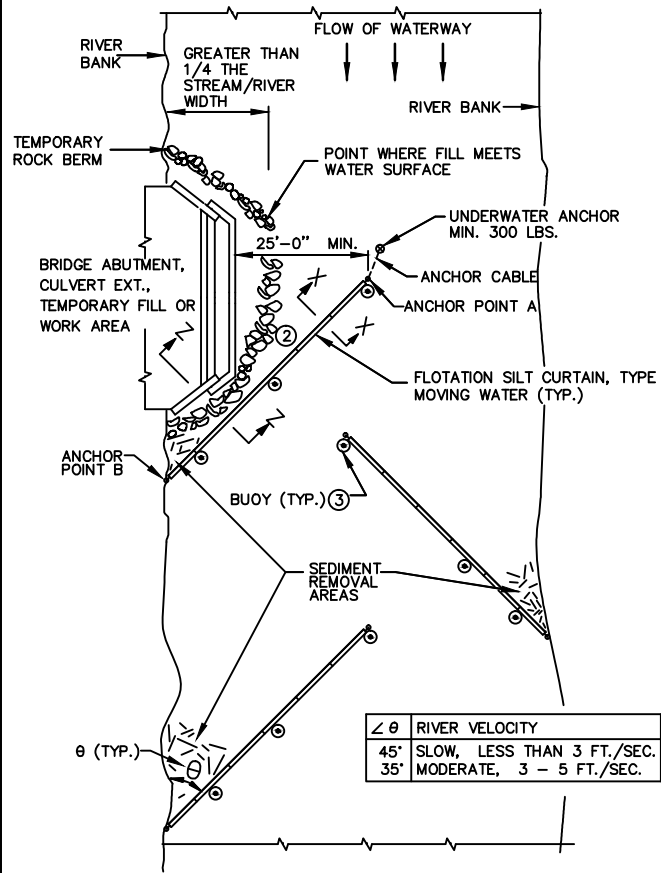 FLOW OF WATERWAY
RIVER
BANK
GREATER THAN
1/4 THE
STREAM/RIVER
WIDTH
RIVER BANK
TEMPORARY
ROCK BERM
POINT WHERE FILL MEETS
WATER SURFACE
UNDERWATER ANCHOR
MIN. 300 LBS.
25'-0" MIN.
BRIDGE ABUTMENT,
CULVERT EXT.,
TEMPORARY FILL OR
WORK AREA
ANCHOR CABLE
X
X
ANCHOR POINT A
Z
2
FLOTATION SILT CURTAIN, TYPE
MOVING WATER (TYP.)
Z
ANCHOR
POINT B
BUOY (TYP.) 3
SEDIMENT
REMOVAL
AREAS
θ (TYP.)
θ
∠ θ RIVER VELOCITY
45° SLOW, LESS THAN 3 FT./SEC.
35° MODERATE, 3 - 5 FT./SEC.